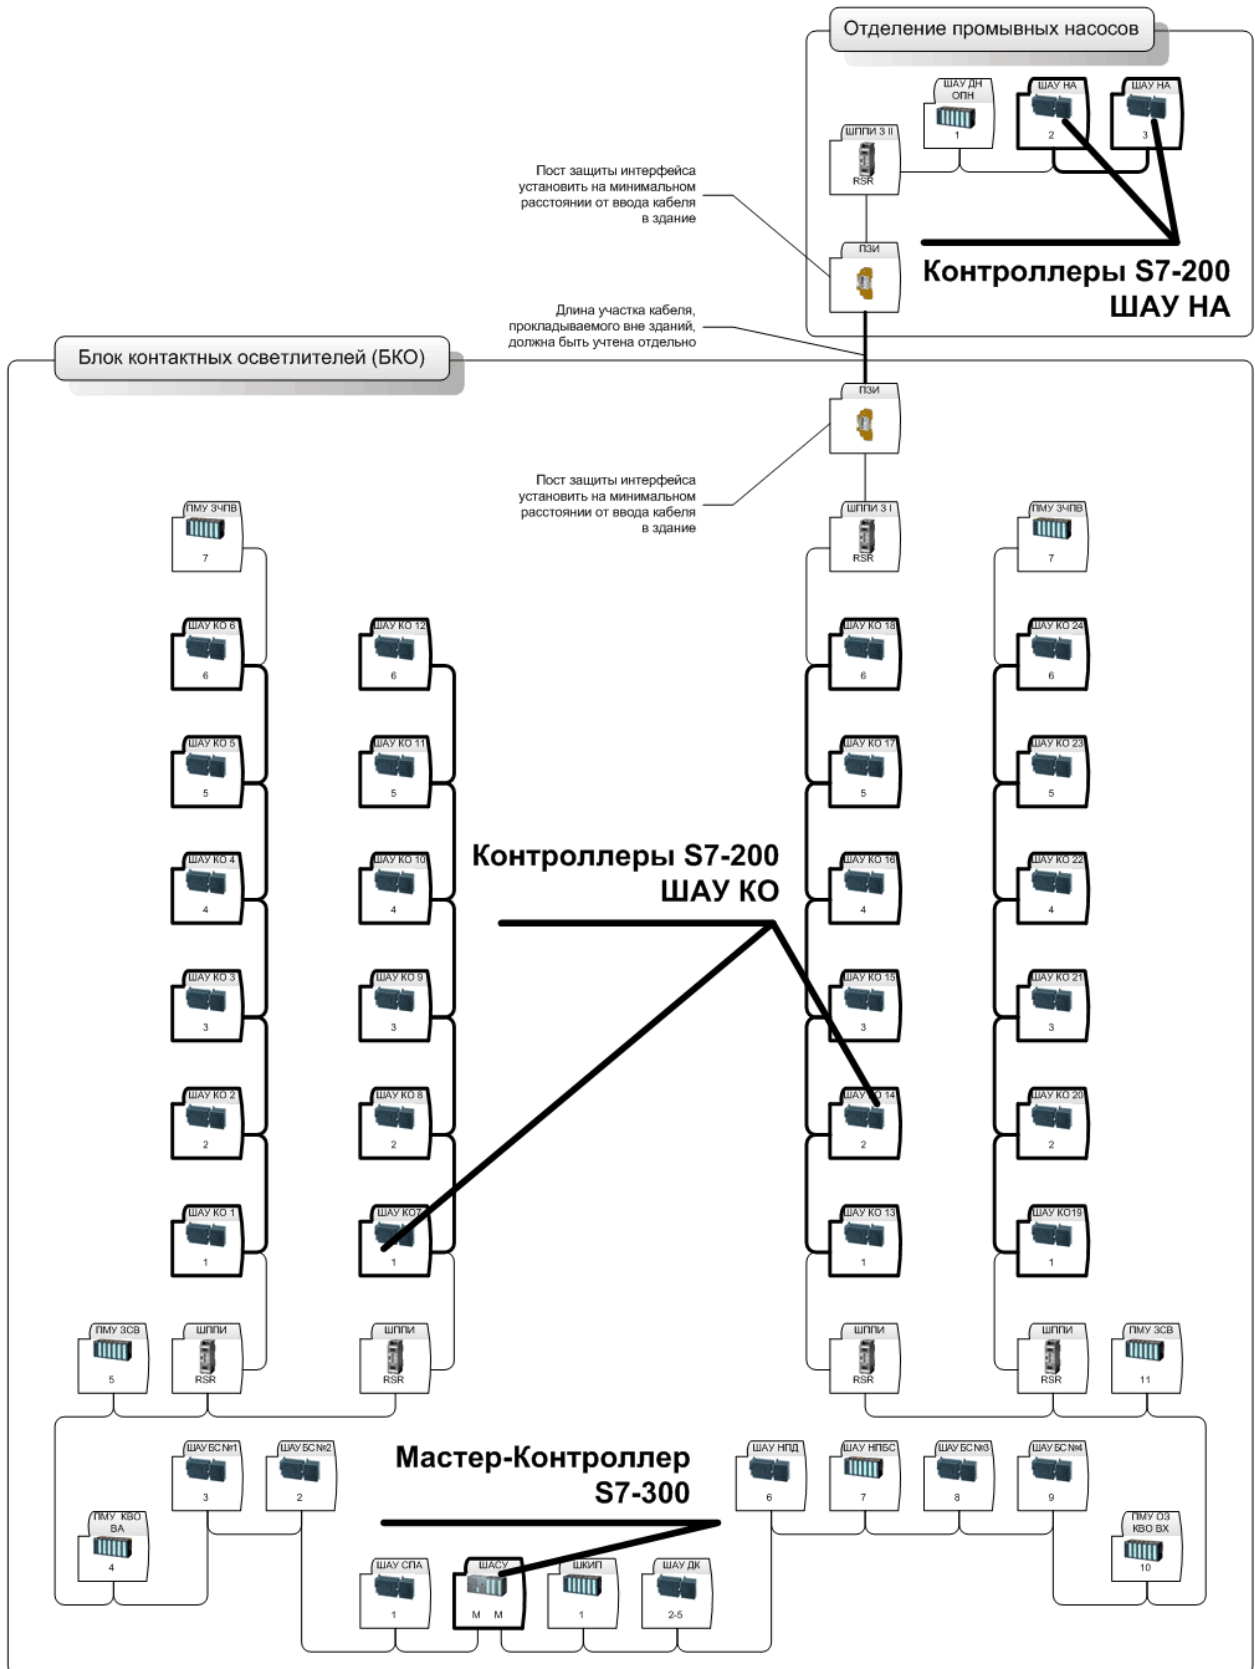 Отделение промывных насосов
ШАУ ДН
ОПН
1
ШАУ НА
2
ШАУ НА
3
ШППИ 3 II
RSR
Пост защиты интерфейса
установить на минимальном
расстоянии от ввода кабеля
в здание
ПЗИ
Контроллеры S7-200
ШАУ НА
Длина участка кабеля,
прокладываемого вне зданий,
должна быть учтена отдельно
Блок контактных осветлителей (БКО)
ПЗИ
Пост защиты интерфейса
установить на минимальном
расстоянии от ввода кабеля
в здание
ПМУ ЗЧПВ
7
ШППИ 3 I
RSR
ПМУ ЗЧПВ
7
ШАУ КО 6
6
ШАУ КО 12
6
ШАУ КО 18
6
ШАУ КО 24
6
ШАУ КО 5
5
ШАУ КО 11
5
ШАУ КО 17
5
ШАУ КО 23
5
Контроллеры S7-200
ШАУ КО
ШАУ КО 4
4
ШАУ КО 10
4
ШАУ КО 16
4
ШАУ КО 22
4
ШАУ КО 3
3
ШАУ КО 9
3
ШАУ КО 15
3
ШАУ КО 21
3
ШАУ КО 2
2
ШАУ КО 8
2
ШАУ КО 14
2
ШАУ КО 20
2
ШАУ КО 1
1
ШАУ КО7
1
ШАУ КО 13
1
ШАУ КО19
1
ПМУ ЗСВ
5
ШППИ
RSR
ШППИ
RSR
ШППИ
RSR
ШППИ
RSR
ПМУ ЗСВ
11
ШАУ БС №1
3
ШАУ БС №2
2
Мастер-Контроллер
S7-300
ШАУ НПД
6
ШАУ НПБС
7
ШАУ БС №3
8
ШАУ БС №4
9
ПМУ КВО
ВА
4
ПМУ ОЗ
КВО ВХ
10
ШАУ СПА
1
ШАСУ
М М
ШКИП
1
ШАУ ДК
2-5